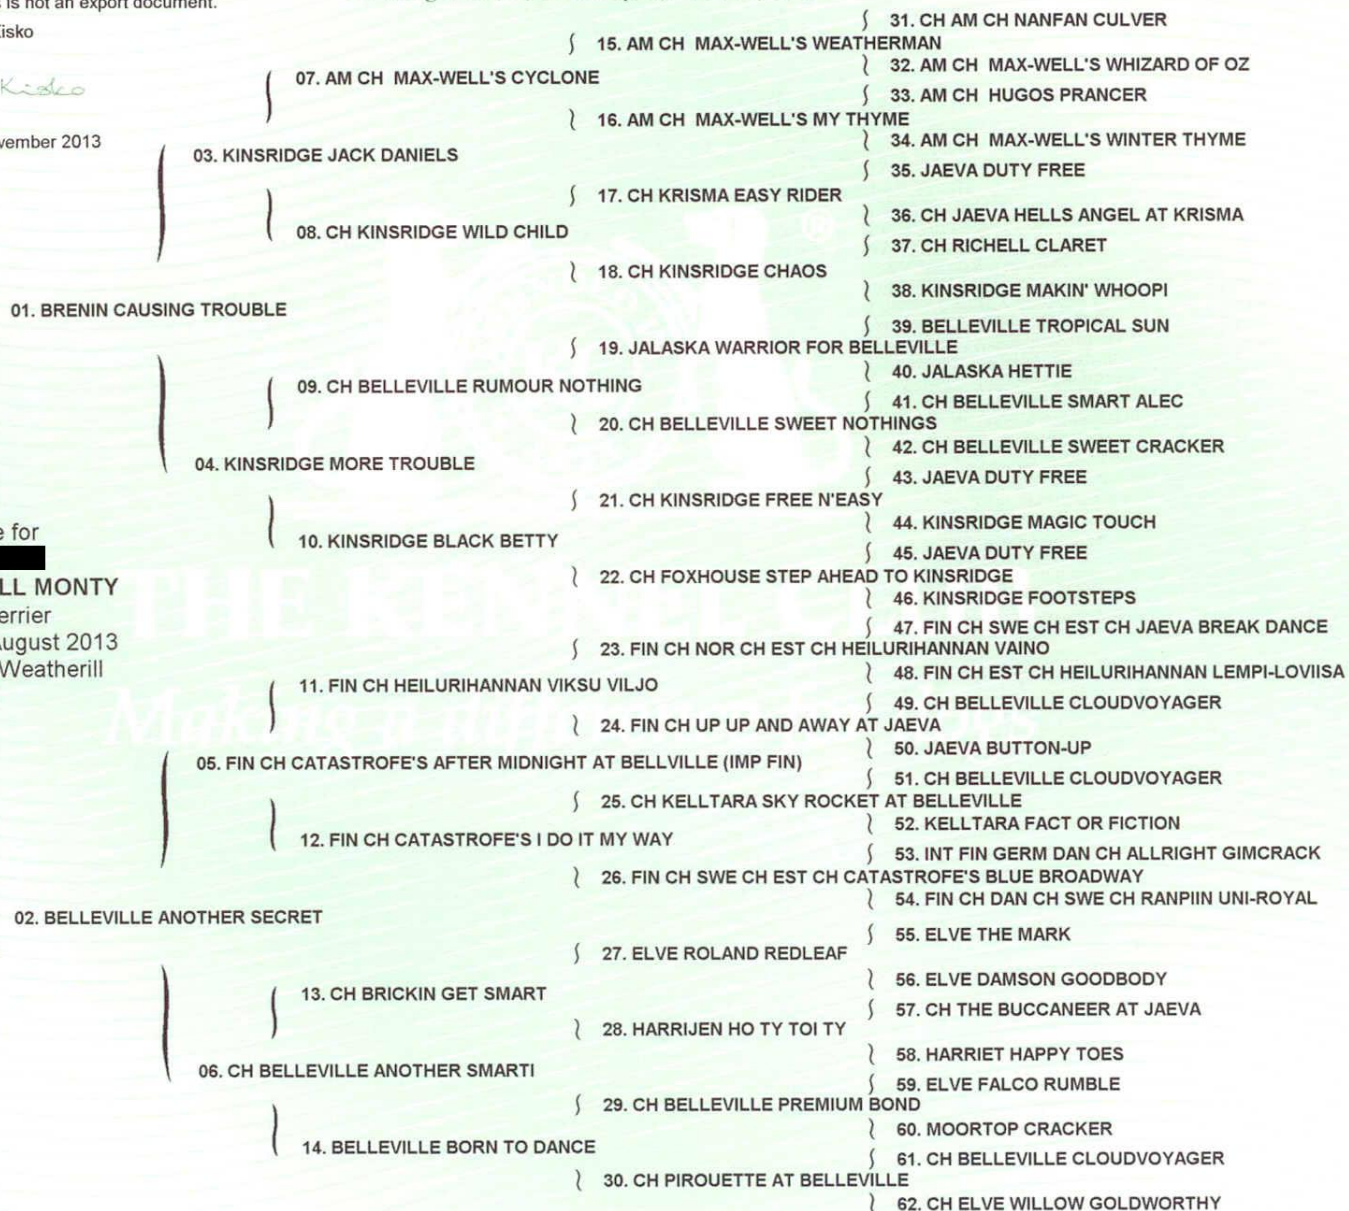 is not an export document.
31. CH AM CH NANFAN CULVER
isko
15. AM CH MAX-WELL'S WEATHERMAN
32. AM CH MAX-WELL'S WHIZARD OF OZ
07. AM CH MAX-WELL'S CYCLONE
Kisko
33. AM CH HUGOS PRANCER
16. AM CH MAX-WELL'S MY THYME
vember 2013
34. AM CH MAX-WELL'S WINTER THYME
03. KINSRIDGE JACK DANIELS
35. JAEVA DUTY FREE
17. CH KRISMA EASY RIDER
36. CH JAEVA HELLS ANGEL AT KRISMA
08. CH KINSRIDGE WILD CHILD
37. CH RICHELL CLARET
18. CH KINSRIDGE CHAOS
38. KINSRIDGE MAKIN' WHOOPI
01. BRENIN CAUSING TROUBLE
39. BELLEVILLE TROPICAL SUN
19. JALASKA WARRIOR FOR BELLEVILLE
40. JALASKA HETTIE
09. CH BELLEVILLE RUMOUR NOTHING
41. CH BELLEVILLE SMART ALEC
20. CH BELLEVILLE SWEET NOTHINGS
42. CH BELLEVILLE SWEET CRACKER
04. KINSRIDGE MORE TROUBLE
43. JAEVA DUTY FREE
21. CH KINSRIDGE FREE N'EASY
44. KINSRIDGE MAGIC TOUCH
e for
10. KINSRIDGE BLACK BETTY
45. JAEVA DUTY FREE
22. CH FOXHOUSE STEP AHEAD TO KINSRIDGE
LL MONTY
THE KENNEL CLUB
46. KINSRIDGE FOOTSTEPS
errier
47. FIN CH SWE CH EST CH JAEVA BREAK DANCE
ugust 2013
23. FIN CH NOR CH EST CH HEILURIHANNAN VAINO
Weatherill
48. FIN CH EST CH HEILURIHANNAN LEMPI-LOVIISA
11. FIN CH HEILURIHANNAN VIKSU VILJO
49. CH BELLEVILLE CLOUDVOYAGER
Making a difference for dogs
24. FIN CH UP UP AND AWAY AT JAEVA
50. JAEVA BUTTON-UP
05. FIN CH CATASTROFE'S AFTER MIDNIGHT AT BELLVILLE (IMP FIN)
51. CH BELLEVILLE CLOUDVOYAGER
25. CH KELLTARA SKY ROCKET AT BELLEVILLE
52. KELLTARA FACT OR FICTION
12. FIN CH CATASTROFE'S I DO IT MY WAY
53. INT FIN GERM DAN CH ALLRIGHT GIMCRACK
26. FIN CH SWE CH EST CH CATASTROFE'S BLUE BROADWAY
54. FIN CH DAN CH SWE CH RANPIIN UNI-ROYAL
02. BELLEVILLE ANOTHER SECRET
55. ELVE THE MARK
27. ELVE ROLAND REDLEAF
56. ELVE DAMSON GOODBODY
13. CH BRICKIN GET SMART
57. CH THE BUCCANEER AT JAEVA
28. HARRIJEN HO TY TOI TY
58. HARRIET HAPPY TOES
06. CH BELLEVILLE ANOTHER SMARTI
59. ELVE FALCO RUMBLE
29. CH BELLEVILLE PREMIUM BOND
60. MOORTOP CRACKER
14. BELLEVILLE BORN TO DANCE
61. CH BELLEVILLE CLOUDVOYAGER
30. CH PIROUETTE AT BELLEVILLE
62. CH ELVE WILLOW GOLDWORTHY